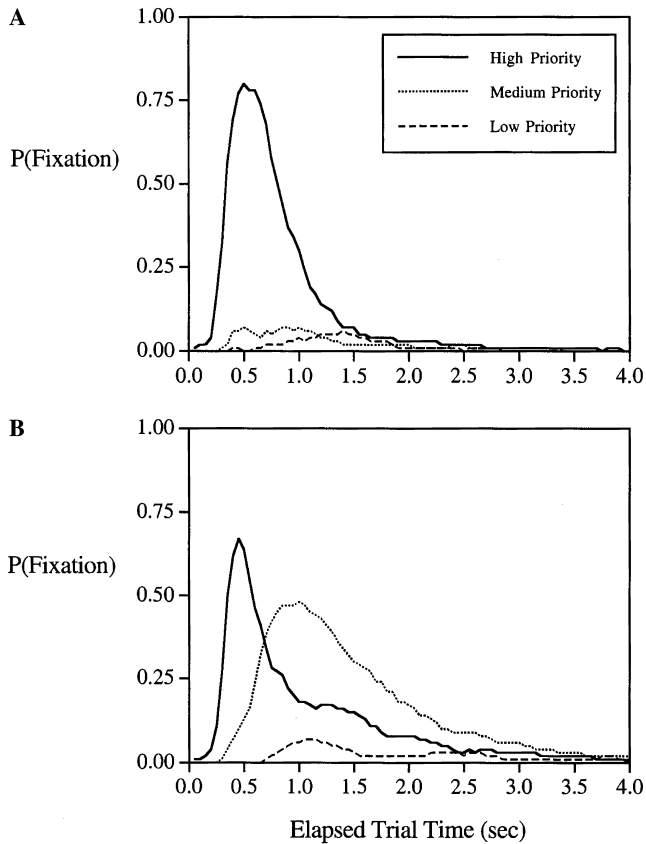 A
1.00
0.75
P(Fixation)
0.50
0.25
0.00
0.0 0.5 1.0 1.5 2.0 2.5 3.0 3.5 4.0
High Priority
Medium Priority
Low Priority
B
1.00
0.75
P(Fixation)
0.50
0.25
0.00
0.0 0.5 1.0 1.5 2.0 2.5 3.0 3.5 4.0
Elapsed Trial Time (sec)